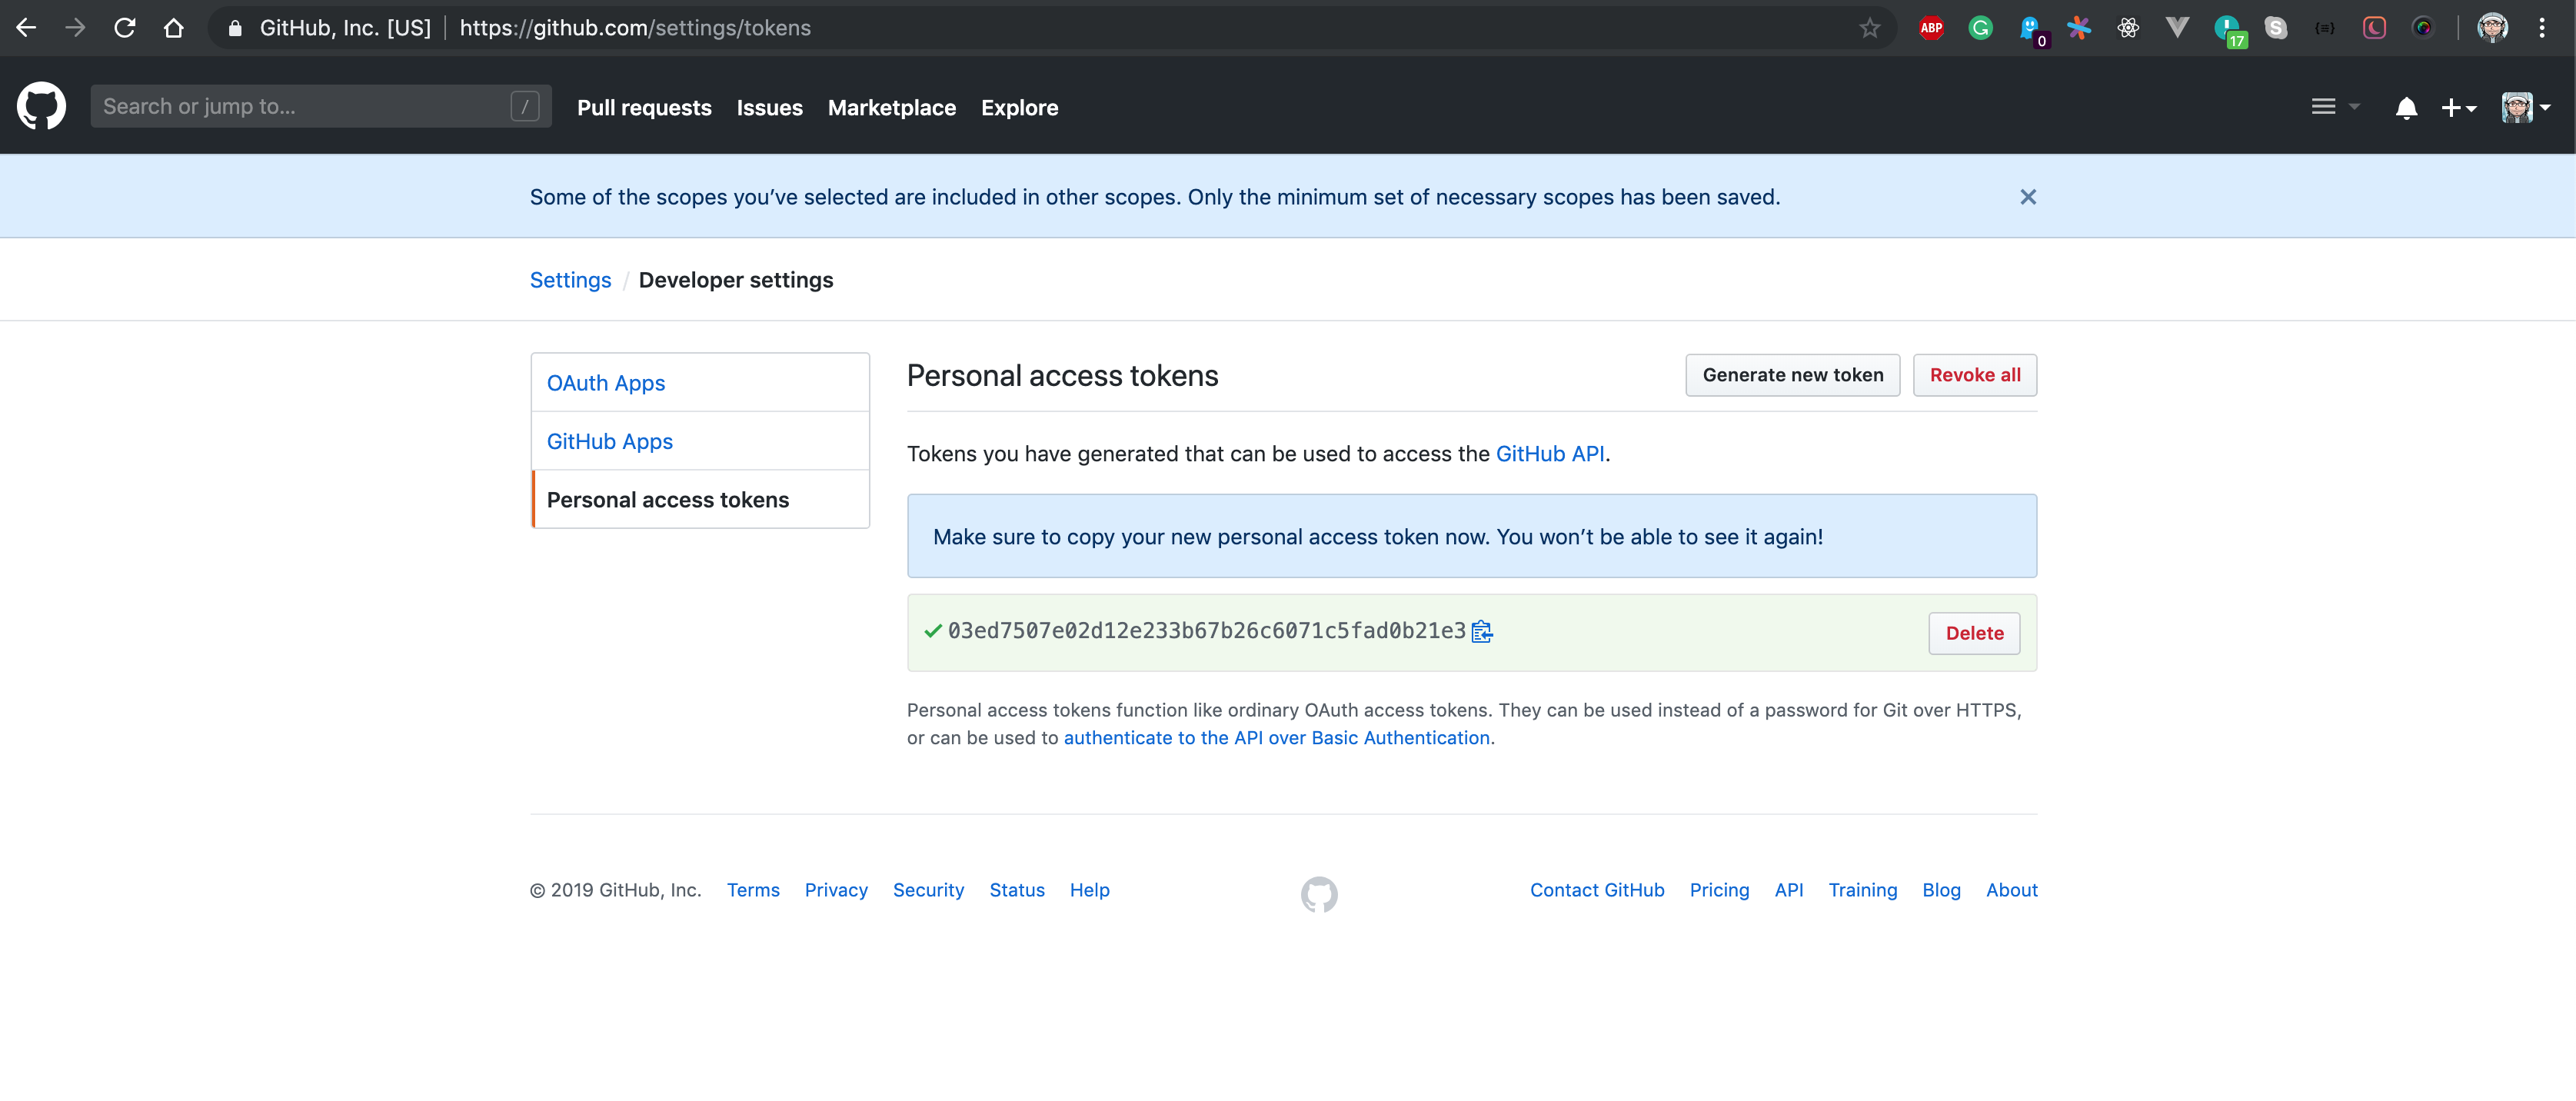 GitHub, Inc. [US] https://github.com/settings/tokens
ABP
0
17
Search or jump to... /
Pull requests Issues Marketplace Explore
Some of the scopes you’ve selected are included in other scopes. Only the minimum set of necessary scopes has been saved.
Settings / Developer settings
OAuth Apps
GitHub Apps
Personal access tokens
Personal access tokens
Generate new token Revoke all
Tokens you have generated that can be used to access the GitHub API.
Make sure to copy your new personal access token now. You won’t be able to see it again!
03ed7507e02d12e233b67b26c6071c5fad0b21e3
Delete
Personal access tokens function like ordinary OAuth access tokens. They can be used instead of a password for Git over HTTPS,
or can be used to authenticate to the API over Basic Authentication.
© 2019 GitHub, Inc. Terms Privacy Security Status Help
Contact GitHub Pricing API Training Blog About